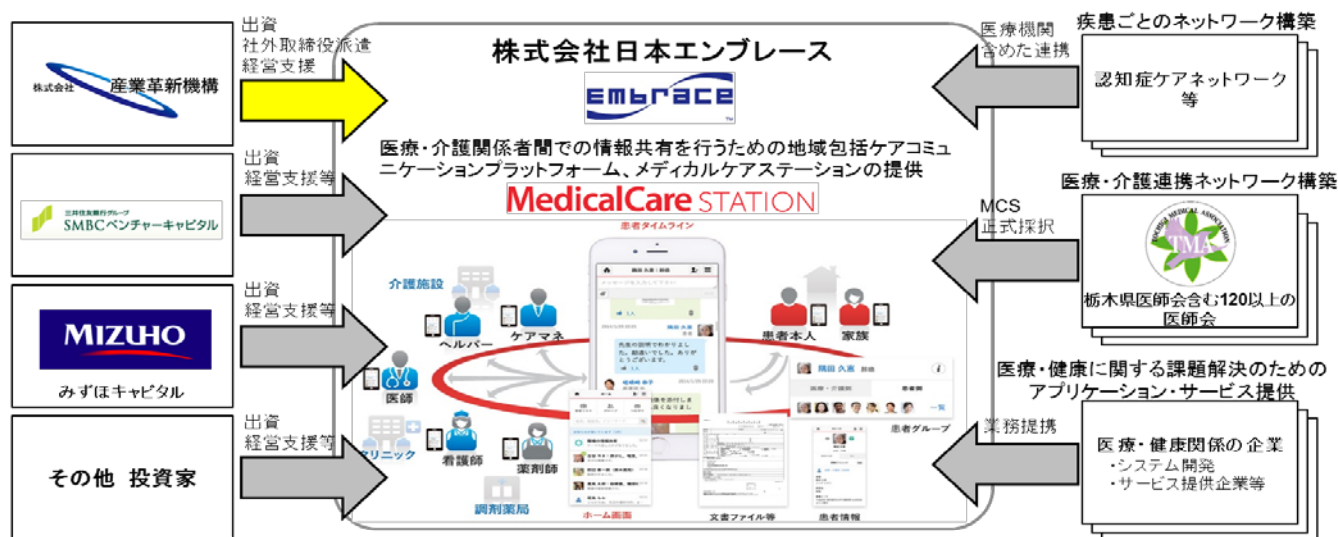 株式会社 産業革新機構
三井住友銀行グループ
SMBCベンチャーキャピタル
MIZUHO
みずほキャピタル
その他 投資家
出資
社外取締役派遣
経営支援
出資
経営支援等
出資
経営支援等
出資
経営支援等
株式会社日本エンブレース
EMbrace
TM
医療・介護関係者間での情報共有を行うための地域包括ケアコミュ
ニケーションプラットフォーム、メディカルケアステーションの提供
MedicalCare STATION
患者タイムライン
介護施設
ヘルパー
ケアマネ
医師
クリニック
看護師
薬剤師
調剤薬局
患者本人
家族
医療・介護側
患者側
一覧
患者グループ
ホーム画面
文書ファイル等
患者情報
医療機関
含めた連携
MCS
正式採択
業務提携
疾患ごとのネットワーク構築
認知症ケアネットワーク
等
医療・介護連携ネットワーク構築
TOCHIGI MEDICAL ASSOCIATION
TMA
栃木県医師会含む120以上の
医師会
医療・健康に関する課題解決のための
アプリケーション・サービス提供
医療・健康関係の企業
・システム開発
・サービス提供企業等